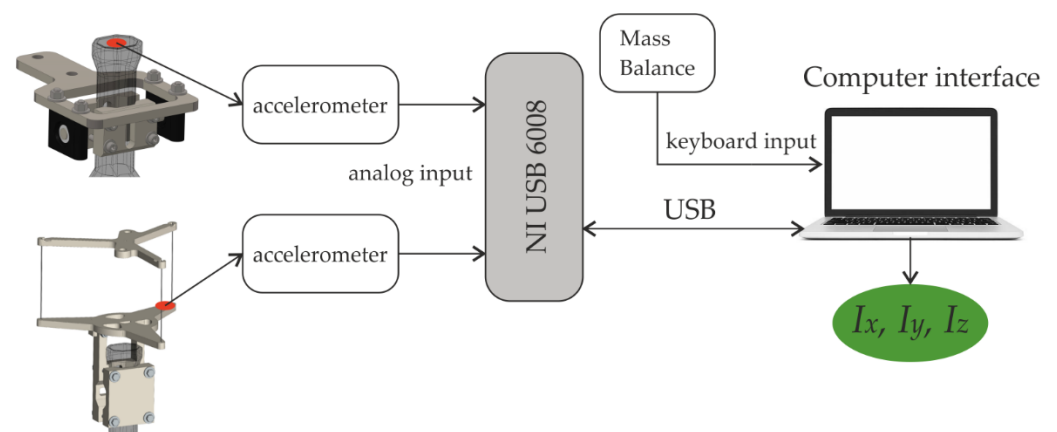 Mass
Balance
Computer interface
accelerometer
keyboard input
analog input
NI USB 6008
USB
accelerometer
Ix, Iy, Iz